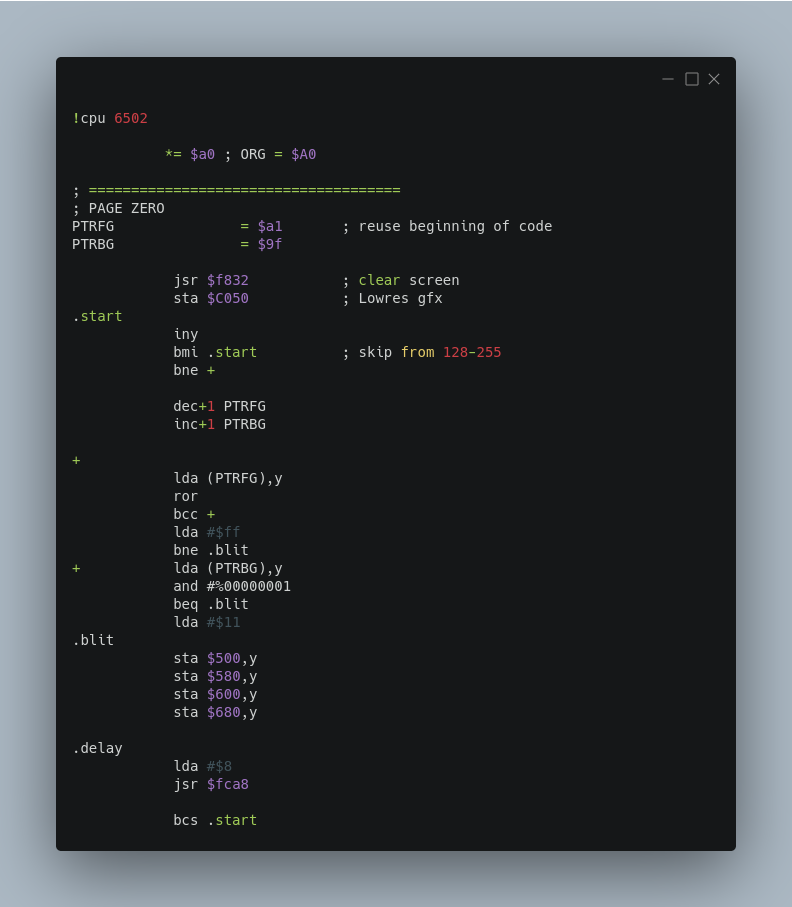 !cpu 6502
*= $a0 ; ORG = $A0
; =====================================
; PAGE ZERO
PTRFG = $a1 ; reuse beginning of code
PTRBG = $9f
jsr $f832 ; clear screen
sta $C050 ; Lowres gfx
.start
iny
bmi .start ; skip from 128-255
bne +
dec+1 PTRFG
inc+1 PTRBG
+
lda (PTRFG),y
ror
bcc +
lda #$ff
bne .blit
+ lda (PTRBG),y
and #%00000001
beq .blit
lda #$11
.blit
sta $500,y
sta $580,y
sta $600,y
sta $680,y
.delay
lda #$8
jsr $fca8
bcs .start